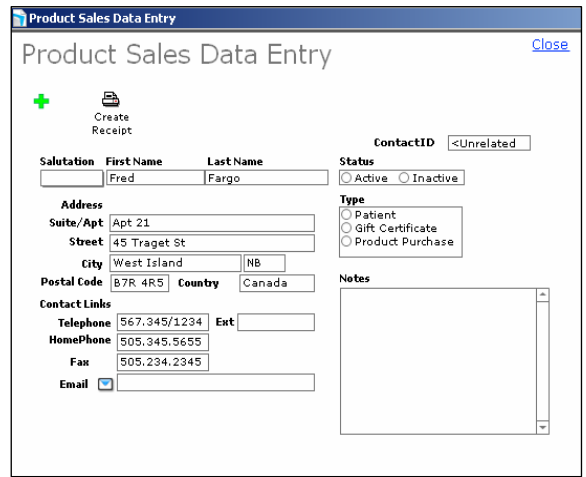 Product Sales Data Entry
Product Sales Data Entry
Close
Create
Receipt
ContactID <Unrelated
Salutation First Name Last Name Status
Fred Fargo Active Inactive
Address Type
Suite/Apt Apt 21 Patient
Gift Certificate
Street 45 Traget St Product Purchase
City West Island NB
Postal Code B7R 4R5 Country Canada Notes
Contact Links
Telephone 567.345/1234 Ext
HomePhone 505.345.5655
Fax 505.234.2345
Email